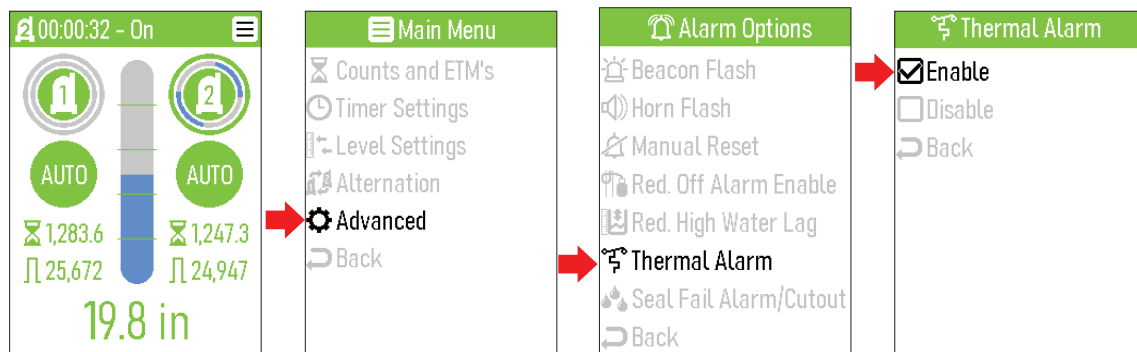 2 00:00:32 - On
1
2
AUTO
AUTO
1,283.6
1,247.3
25,672
24,947
19.8 in
Main Menu
Counts and ETM's
Timer Settings
Level Settings
Alternation
Advanced
Back
Alarm Options
Beacon Flash
Horn Flash
Manual Reset
Red. Off Alarm Enable
Red. High Water Lag
Thermal Alarm
Seal Fail Alarm/Cutout
Back
Thermal Alarm
Enable
Disable
Back